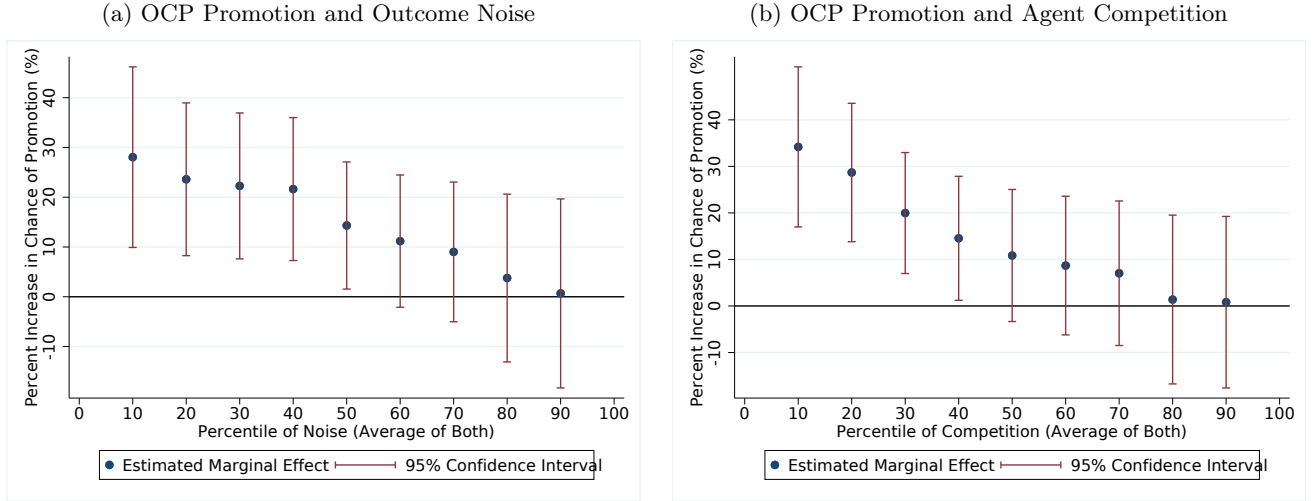 (a) OCP Promotion and Outcome Noise
Percent Increase in Chance of Promotion (%)
40
30
20
10
0
-10
0 10 20 30 40 50 60 70 80 90 100
Percentile of Noise (Average of Both)
Estimated Marginal Effect 95% Confidence Interval
(b) OCP Promotion and Agent Competition
Percent Increase in Chance of Promotion (%)
40
30
20
10
0
-10
0 10 20 30 40 50 60 70 80 90 100
Percentile of Competition (Average of Both)
Estimated Marginal Effect 95% Confidence Interval